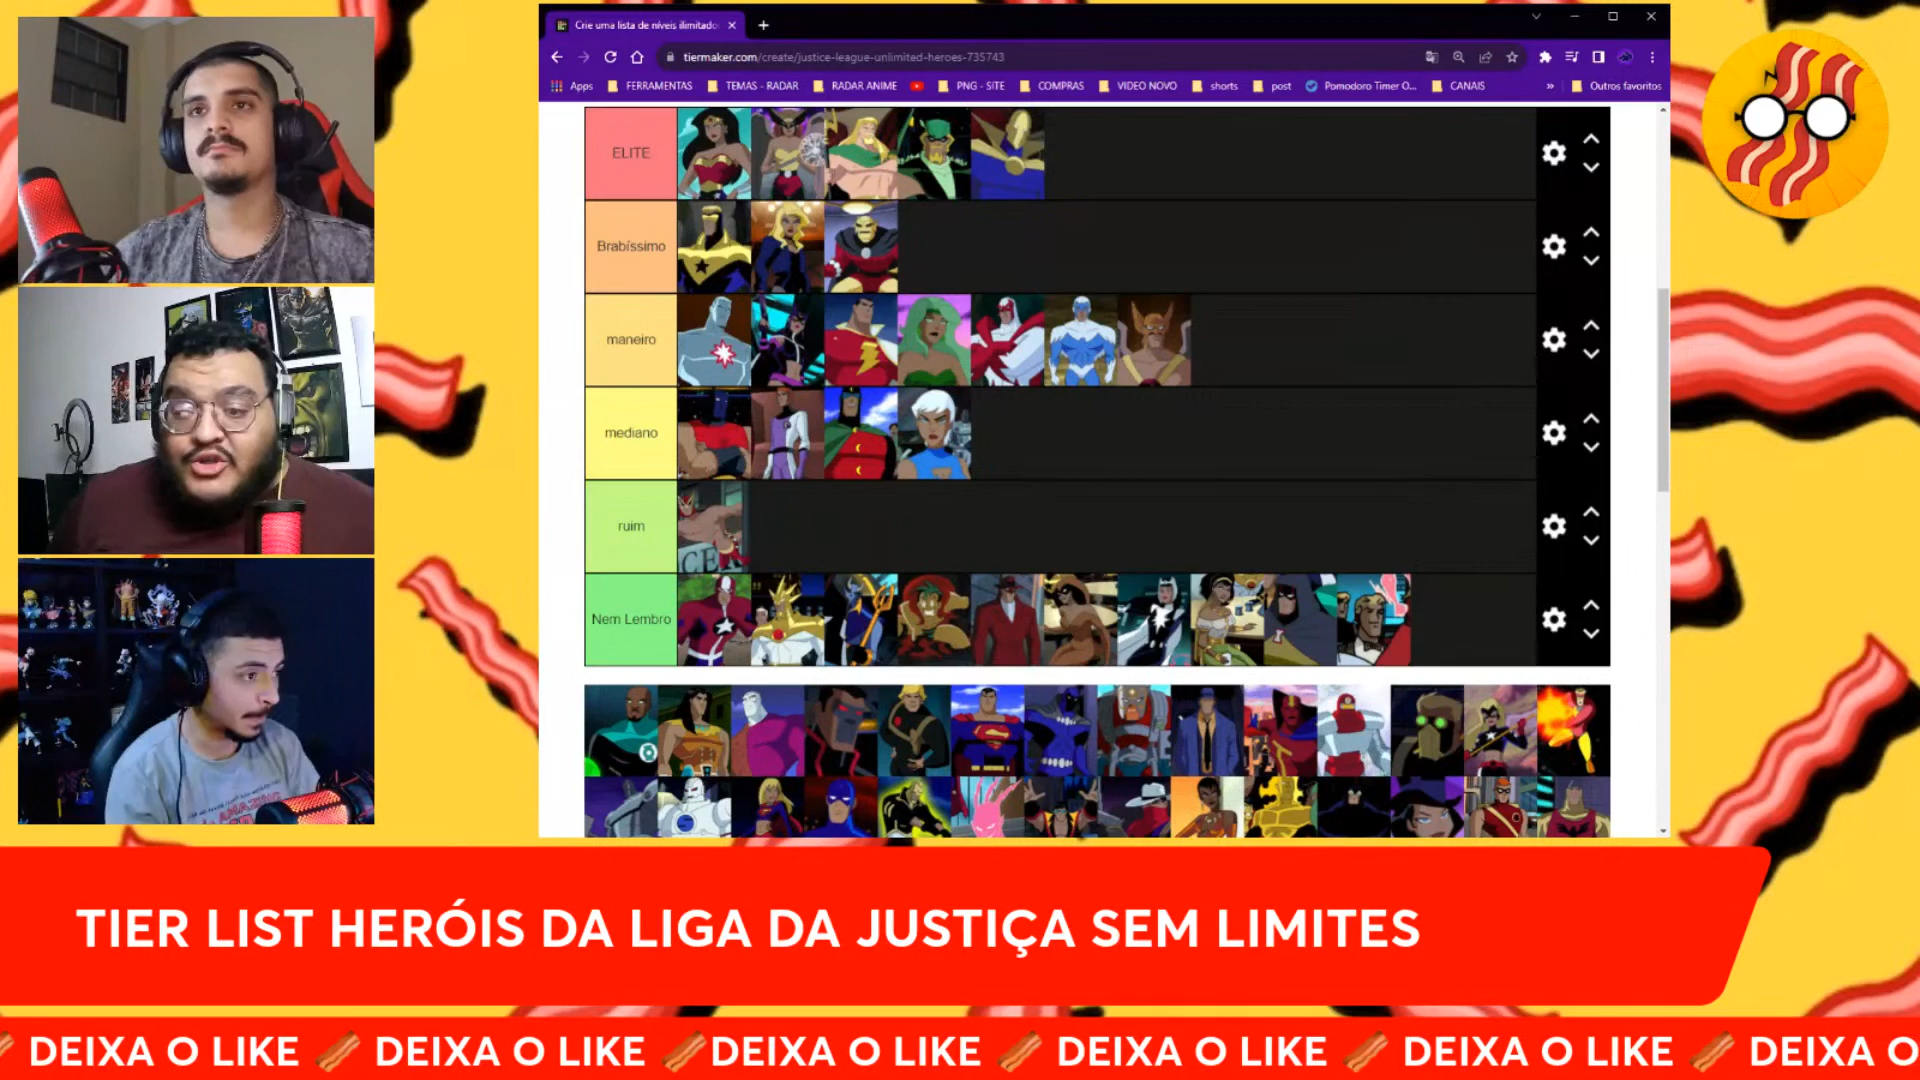 Crie uma lista de níveis ilimitado
tiermaker.com/create/justice-league-unlimited-heroes-735743
Apps FERRAMENTAS TEMAS - RADAR RADAR ANIME PNG - SITE COMPRAS VIDEO NOVO shorts post Pomodoro Timer O... CANAIS » Outros favoritos
ELITE
Brabíssimo
maneiro
mediano
ruim
CEA
Nem Lembro
TIER LIST HERÓIS DA LIGA DA JUSTIÇA SEM LIMITES
DEIXA O LIKE DEIXA O LIKE DEIXA O LIKE DEIXA O LIKE DEIXA O LIKE DEIXA O